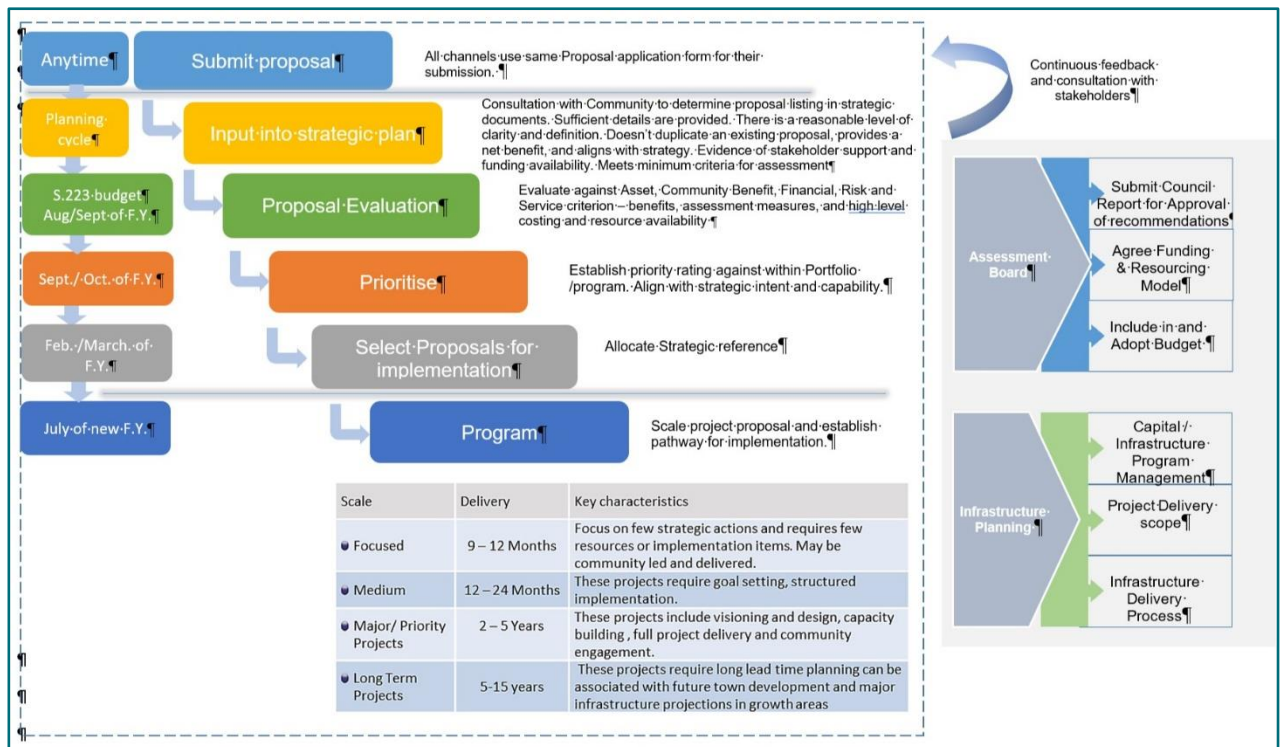 Anytime¶
Submit proposal¶
All channels use same Proposal application form for their
submission. ¶
Planning
cycle¶
Input into strategic plan¶
Consultation with Community to determine proposal listing in strategic
documents. Sufficient details are provided. There is a reasonable level of
clarity and definition. Doesn't duplicate an existing proposal, provides a
net benefit, and aligns with strategy. Evidence of stakeholder support and
funding availability. Meets minimum criteria for assessment¶
S.223 budget¶
Aug/Sept of F.Y.¶
Proposal Evaluation¶
Evaluate against Asset, Community Benefit, Financial, Risk and
Service criterion – benefits, assessment measures, and high level
costing and resource availability ¶
Sept./ Oct. of F.Y.¶
Prioritise¶
Establish priority rating against within Portfolio
/program. Align with strategic intent and capability.¶
Feb. /March. of
F.Y.¶
Select Proposals for
implementation¶
Allocate Strategic reference¶
July of new F.Y.¶
Program¶
Scale project proposal and establish
pathway for implementation.¶
Scale Delivery Key characteristics
Focused 9 – 12 Months Focus on few strategic actions and requires few
resources or implementation items. May be
community led and delivered.
Medium 12 – 24 Months These projects require goal setting, structured
implementation.
Major/ Priority
Projects 2 – 5 Years These projects include visioning and design, capacity
building , full project delivery and community
engagement.
Long Term
Projects 5-15 years These projects require long lead time planning can be
associated with future town development and major
infrastructure projections in growth areas
¶
¶
¶
¶
¶
¶
Continuous feedback
and consultation with
stakeholders¶
Assessment
Board¶
Submit Council
Report for Approval
of recommendations¶
Agree Funding
& Resourcing
Model¶
Include in and
Adopt Budget¶
Infrastructure
Planning¶
Capital /
Infrastructure
Program
Management¶
Project Delivery
scope¶
Infrastructure
Delivery
Process¶